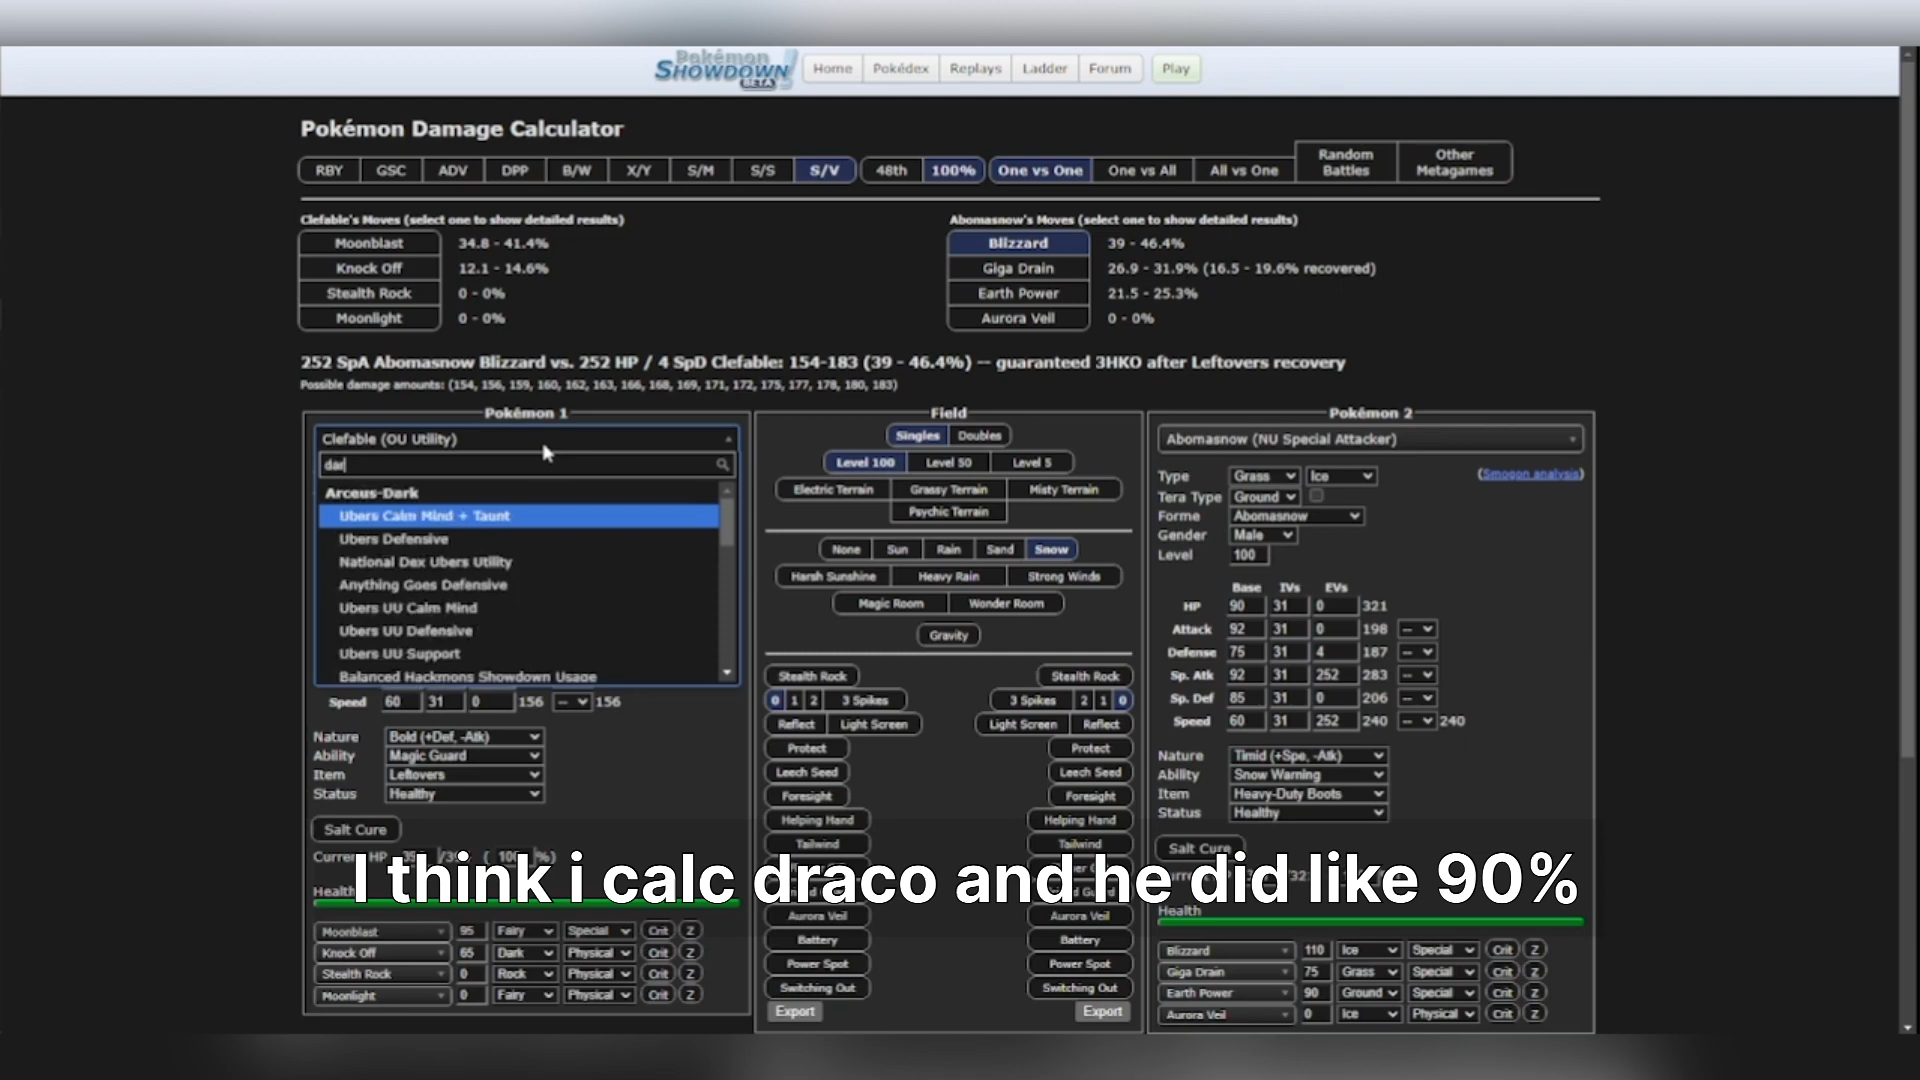 Pokémon SHOWDOWN! BETA
Home Pokédex Replays Ladder Forum Play
Pokémon Damage Calculator
RBY GSC ADV DPP B/W X/Y S/M S/S S/V 48th 100% One vs One One vs All All vs One Random Battles Other Metagames
Clefable's Moves (select one to show detailed results)
Moonblast 34.8 - 41.4%
Knock Off 12.1 - 14.6%
Stealth Rock 0 - 0%
Moonlight 0 - 0%
Abomasnow's Moves (select one to show detailed results)
Blizzard 39 - 46.4%
Giga Drain 26.9 - 31.9% (16.5 - 19.6% recovered)
Earth Power 21.5 - 25.3%
Aurora Veil 0 - 0%
252 SpA Abomasnow Blizzard vs. 252 HP / 4 SpD Clefable: 154-183 (39 - 46.4%) -- guaranteed 3HKO after Leftovers recovery
Possible damage amounts: (154, 156, 159, 160, 162, 163, 166, 168, 169, 171, 172, 175, 177, 178, 180, 183)
Pokémon 1
Clefable (OU Utility)
dar
Arceus-Dark
Ubers Calm Mind + Taunt
Ubers Defensive
National Dex Ubers Utility
Anything Goes Defensive
Ubers UU Calm Mind
Ubers UU Defensive
Ubers UU Support
Balanced Hackmons Showdown Usage
Speed 60 31 0 156 -- 156
Nature Bold (+Def, -Atk)
Ability Magic Guard
Item Leftovers
Status Healthy
Salt Cure
Health
Moonblast 95 Fairy Special Crit Z
Knock Off 65 Dark Physical Crit Z
Stealth Rock 0 Rock Physical Crit Z
Moonlight 0 Fairy Physical Crit Z
Field
Singles Doubles
Level 100 Level 50 Level 5
Electric Terrain Grassy Terrain Misty Terrain
Psychic Terrain
None Sun Rain Sand Snow
Harsh Sunshine Heavy Rain Strong Winds
Magic Room Wonder Room
Gravity
Stealth Rock Stealth Rock
0 1 2 3 Spikes 3 Spikes 2 1 0
Reflect Light Screen Light Screen Reflect
Protect Protect
Leech Seed Leech Seed
Foresight Foresight
Helping Hand Helping Hand
Tailwind Tailwind
Aurora Veil Aurora Veil
Battery Battery
Power Spot Power Spot
Switching Out Switching Out
Export Export
Pokémon 2
Abomasnow (NU Special Attacker)
Type Grass Ice (Smogon analysis)
Tera Type Ground
Forme Abomasnow
Gender Male
Level 100
Base IVs EVs
HP 90 31 0 321
Attack 92 31 0 198 --
Defense 75 31 4 187 --
Sp. Atk 92 31 252 283 --
Sp. Def 85 31 0 206 --
Speed 60 31 252 240 -- 240
Nature Timid (+Spe, -Atk)
Ability Snow Warning
Item Heavy-Duty Boots
Status Healthy
Salt Cure
Health
Blizzard 110 Ice Special Crit Z
Giga Drain 75 Grass Special Crit Z
Earth Power 90 Ground Special Crit Z
Aurora Veil 0 Ice Physical Crit Z
I think i calc draco and he did like 90%